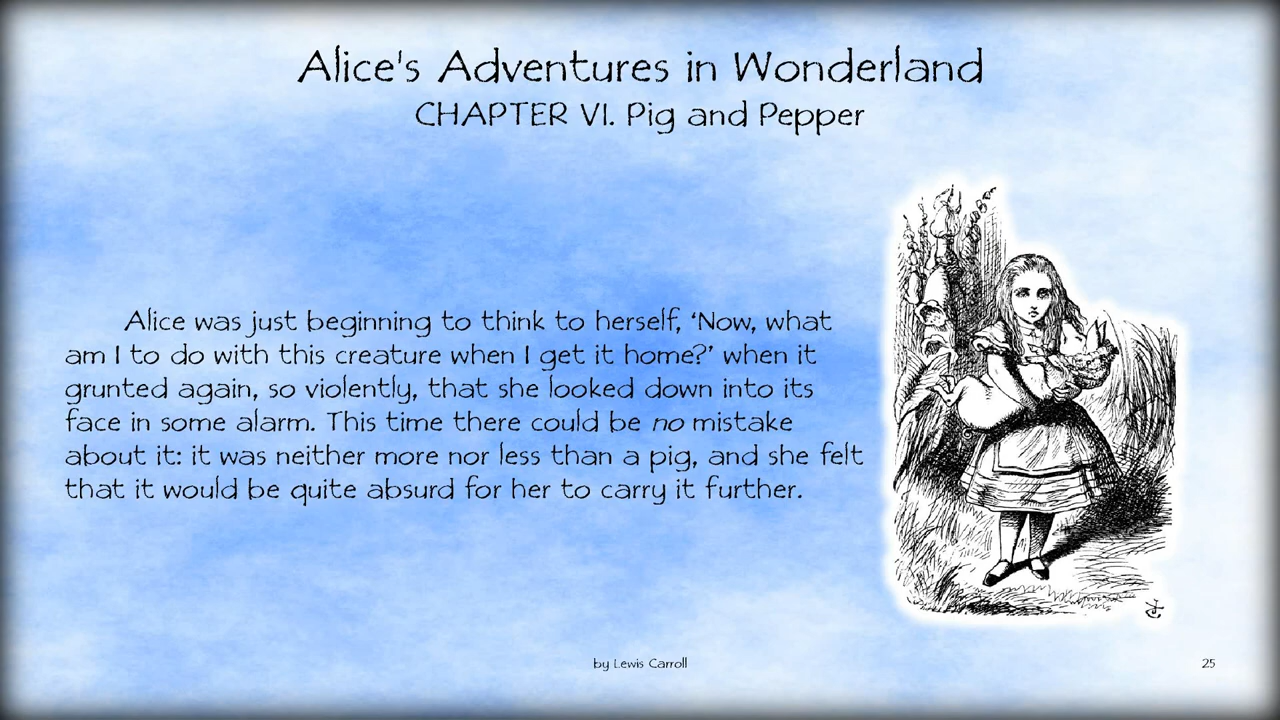 Alice's Adventures in Wonderland
CHAPTER VI. Pig and Pepper
Alice was just beginning to think to herself, ‘Now, what
am I to do with this creature when I get it home?’ when it
grunted again, so violently, that she looked down into its
face in some alarm. This time there could be no mistake
about it: it was neither more nor less than a pig, and she felt
that it would be quite absurd for her to carry it further.
by Lewis Carroll
25